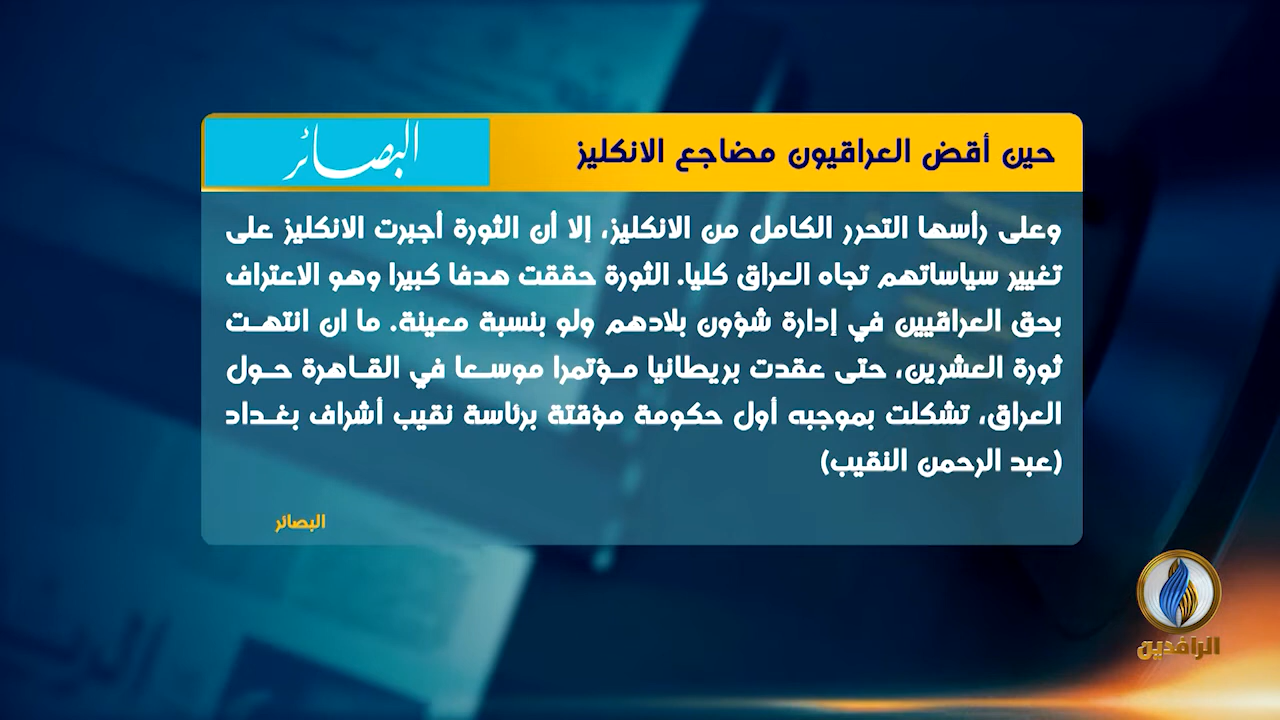 حين أقض العراقيون مضاجع الانكليز
البصائر
وعلى رأسها التحرر الكامل من الانكليز، إلا أن الثورة أجبرت الانكليز على
تغيير سياساتهم تجاه العراق كليا. الثورة حققت هدفا كبيرا وهو الاعتراف
بحق العراقيين في إدارة شؤون بلادهم ولو بنسبة معينة. ما ان انتهت
ثورة العشرين، حتى عقدت بريطانيا مؤتمرا موسعا في القاهرة حول
العراق، تشكلت بموجبه أول حكومة مؤقتة برئاسة نقيب أشراف بغداد
(عبد الرحمن النقيب)
البصائر
الرافدين